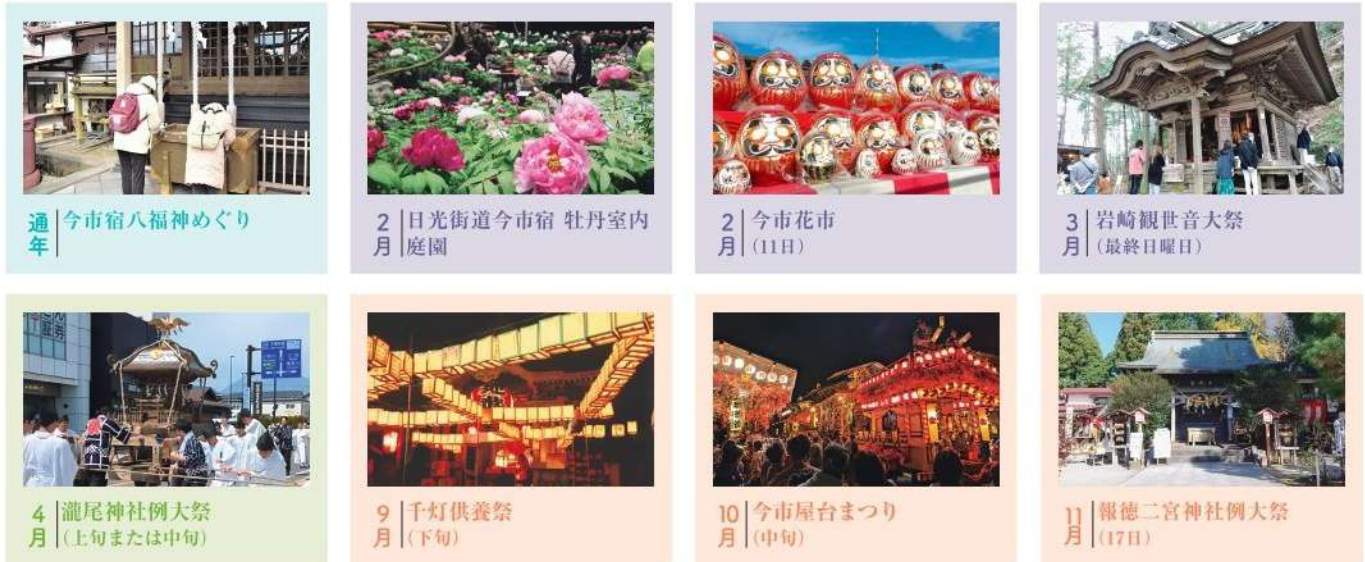 通年
今市宿八福神めぐり
2月
日光街道今市宿 牡丹室内
庭園
2月
今市花市
(11日)
3月
岩崎観世音大祭
(最終日曜日)
4月
瀧尾神社例大祭
(上旬または中旬)
9月
千灯供養祭
(下旬)
10月
今市屋台まつり
(中旬)
11月
報徳二宮神社例大祭
(17日)